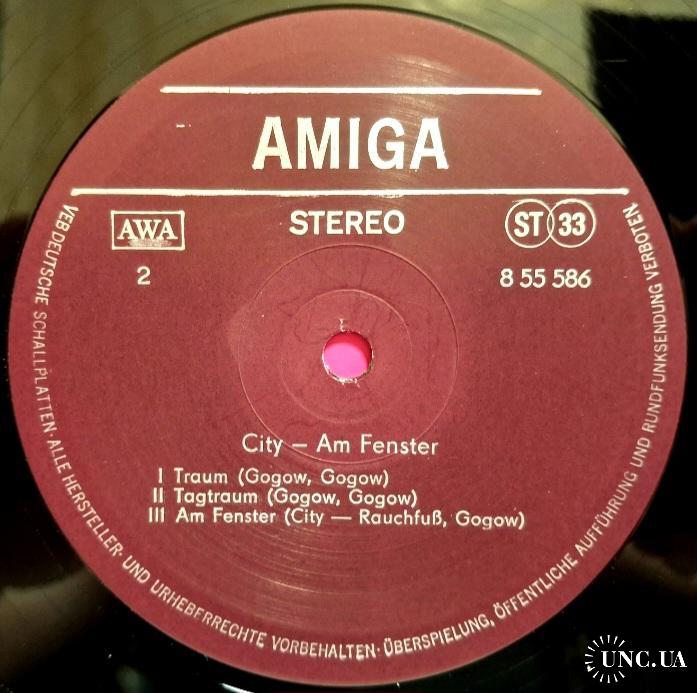 AMIGA
AWA
STEREO
ST 33
2
8 55 586
City – Am Fenster
I Traum (Gogow, Gogow)
II Tagtraum (Gogow, Gogow)
III Am Fenster (City — Rauchfuß, Gogow)
VEB DEUTSCHE SCHALLPLATTEN · ALLE HERSTELLER- UND URHEBERRECHTE VORBEHALTEN · ÜBERSPIELUNG, ÖFFENTLICHE AUFFÜHRUNG UND RUNDFUNKSENDUNG VERBOTEN
UNC.UA